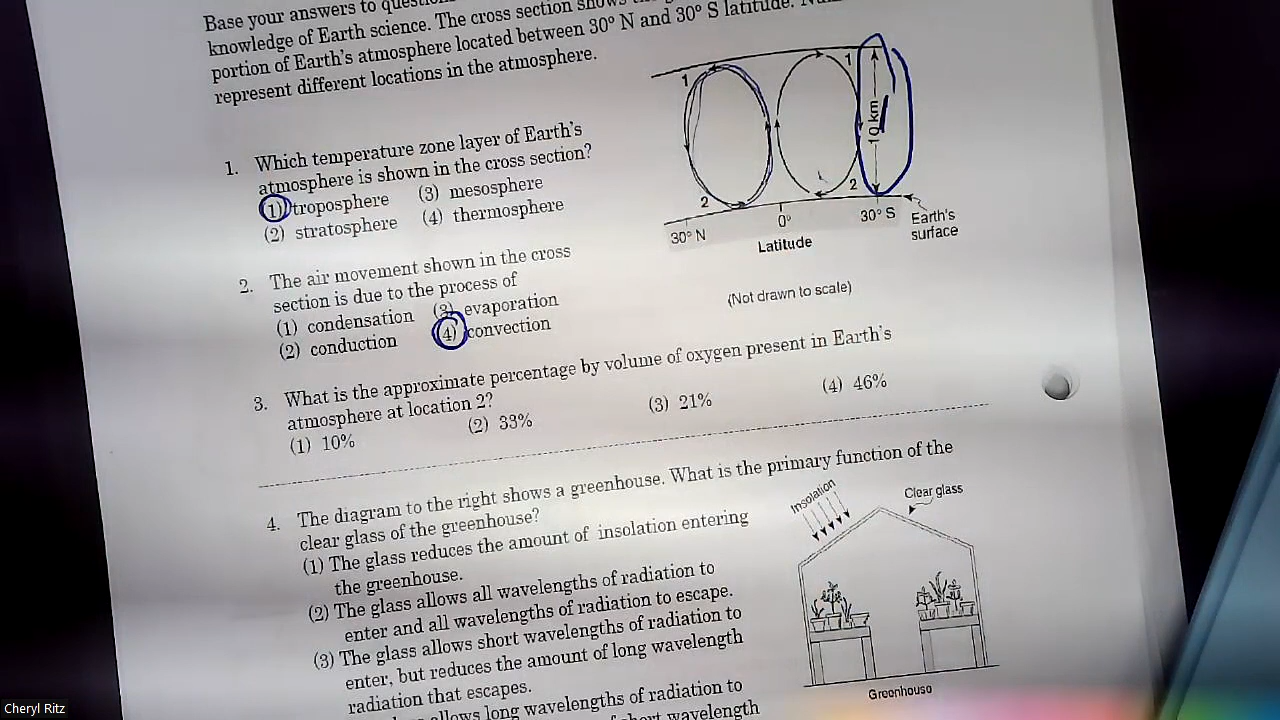 Base your answers to
knowledge of Earth science. The cross section shows
portion of Earth's atmosphere located between 30° N and 30° S latitude.
represent different locations in the atmosphere.
1. Which temperature zone layer of Earth's
atmosphere is shown in the cross section?
(1) troposphere (3) mesosphere
(2) stratosphere (4) thermosphere
2. The air movement shown in the cross
section is due to the process of
(1) condensation (3) evaporation
(2) conduction (4) convection
1
1
10 km
2
2
30° N
0°
30° S
Earth's
surface
Latitude
(Not drawn to scale)
3. What is the approximate percentage by volume of oxygen present in Earth's
atmosphere at location 2?
(1) 10% (2) 33% (3) 21% (4) 46%
4. The diagram to the right shows a greenhouse. What is the primary function of the
clear glass of the greenhouse?
(1) The glass reduces the amount of insolation entering
the greenhouse.
(2) The glass allows all wavelengths of radiation to
enter and all wavelengths of radiation to escape.
(3) The glass allows short wavelengths of radiation to
enter, but reduces the amount of long wavelength
radiation that escapes.
allows long wavelengths of radiation to
wavelength
Insolation
Clear glass
Greenhouse
Cheryl Ritz